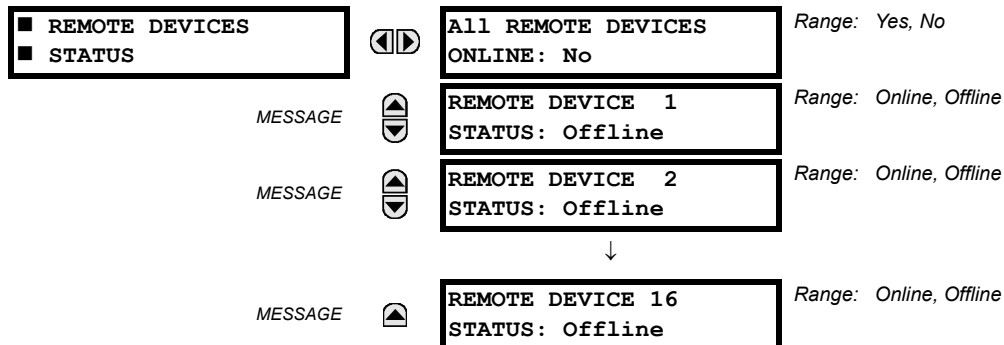 ■ REMOTE DEVICES
■ STATUS
All REMOTE DEVICES
ONLINE: No
Range: Yes, No
MESSAGE
REMOTE DEVICE 1
STATUS: Offline
Range: Online, Offline
MESSAGE
REMOTE DEVICE 2
STATUS: Offline
Range: Online, Offline
↓
MESSAGE
REMOTE DEVICE 16
STATUS: Offline
Range: Online, Offline